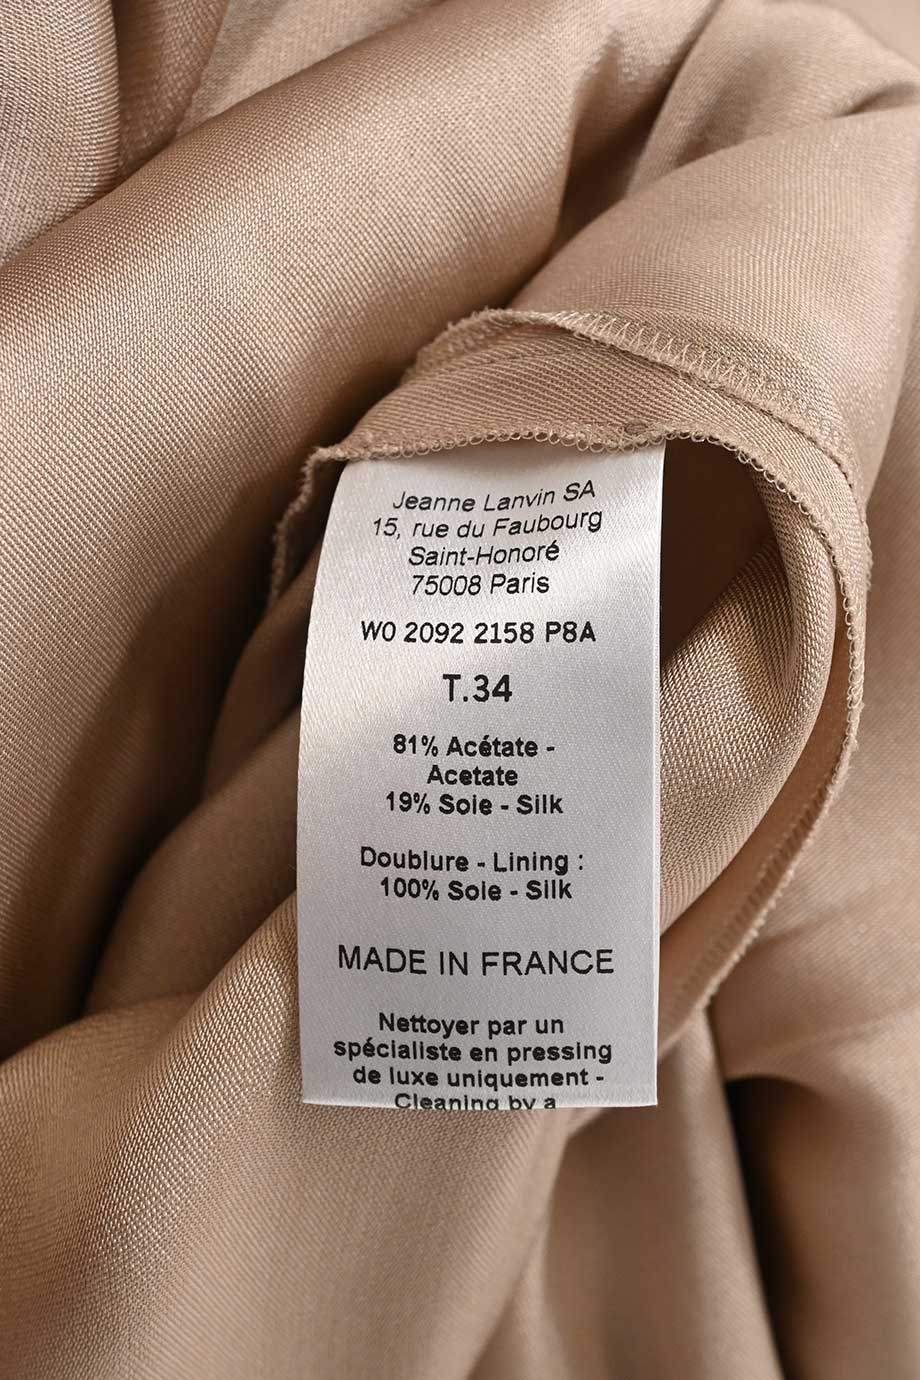 Jeanne Lanvin SA
15, rue du Faubourg
Saint-Honoré
75008 Paris
W0 2092 2158 P8A
T.34
81% Acétate -
Acetate
19% Soie - Silk
Doublure - Lining :
100% Soie - Silk
MADE IN FRANCE
Nettoyer par un
spécialiste en pressing
de luxe uniquement -
Cleaning by a